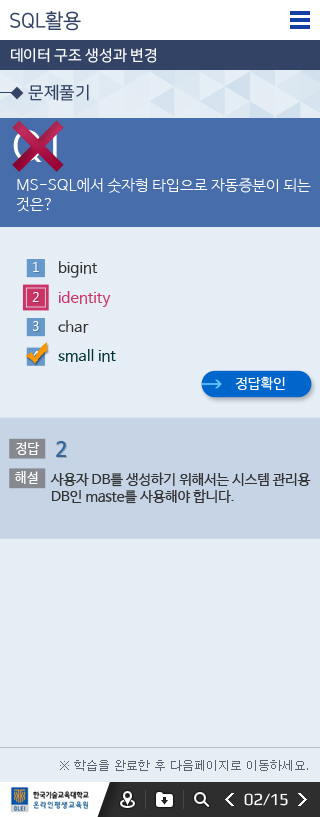 SQL활용
데이터 구조 생성과 변경
문제풀기
Q1
MS-SQL에서 숫자형 타입으로 자동증분이 되는
것은?
1 bigint
2 identity
3 char
small int
정답확인
정답 2
해설 사용자 DB를 생성하기 위해서는 시스템 관리용
DB인 maste를 사용해야 합니다.
※ 학습을 완료한 후 다음페이지로 이동하세요.
OLEI 한국기술교육대학교
온라인평생교육원
02/15